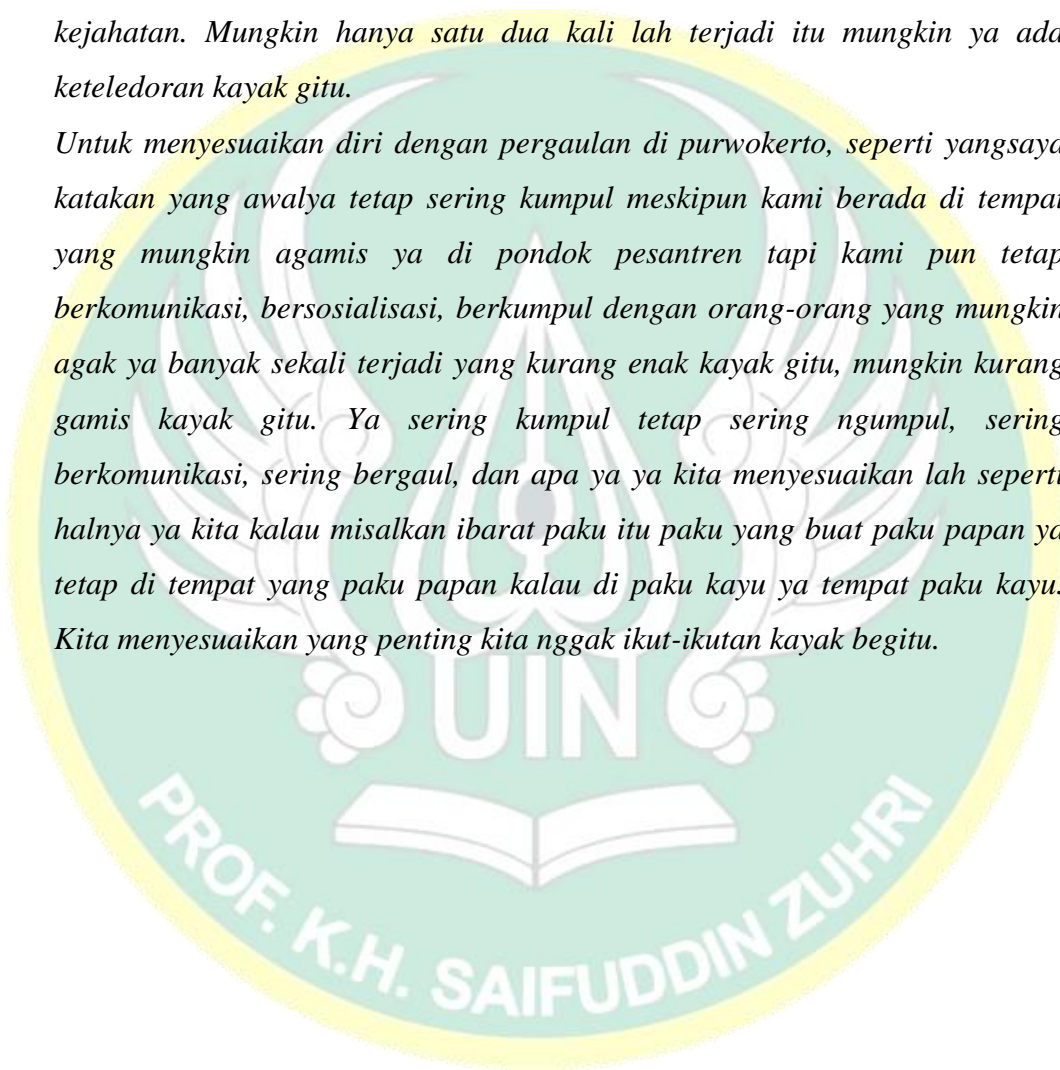 kejahatan. Mungkin hanya satu dua kali lah terjadi itu mungkin ya ada
keteledoran kayak gitu.
Untuk menyesuaikan diri dengan pergaulan di purwokerto, seperti yangsaya
katakan yang awalya tetap sering kumpul meskipun kami berada di tempat
yang mungkin agamis ya di pondok pesantren tapi kami pun tetap
berkomunikasi, bersosialisasi, berkumpul dengan orang-orang yang mungkin
agak ya banyak sekali terjadi yang kurang enak kayak gitu, mungkin kurang
gamis kayak gitu. Ya sering kumpul tetap sering ngumpul, sering
berkomunikasi, sering bergaul, dan apa ya ya kita menyesuaikan lah seperti
halnya ya kita kalau misalkan ibarat paku itu paku yang buat paku papan ya
tetap di tempat yang paku papan kalau di paku kayu ya tempat paku kayu.
Kita menyesuaikan yang penting kita nggak ikut-ikutan kayak begitu.
UIN
PROF. K.H. SAIFUDDIN ZUHRI